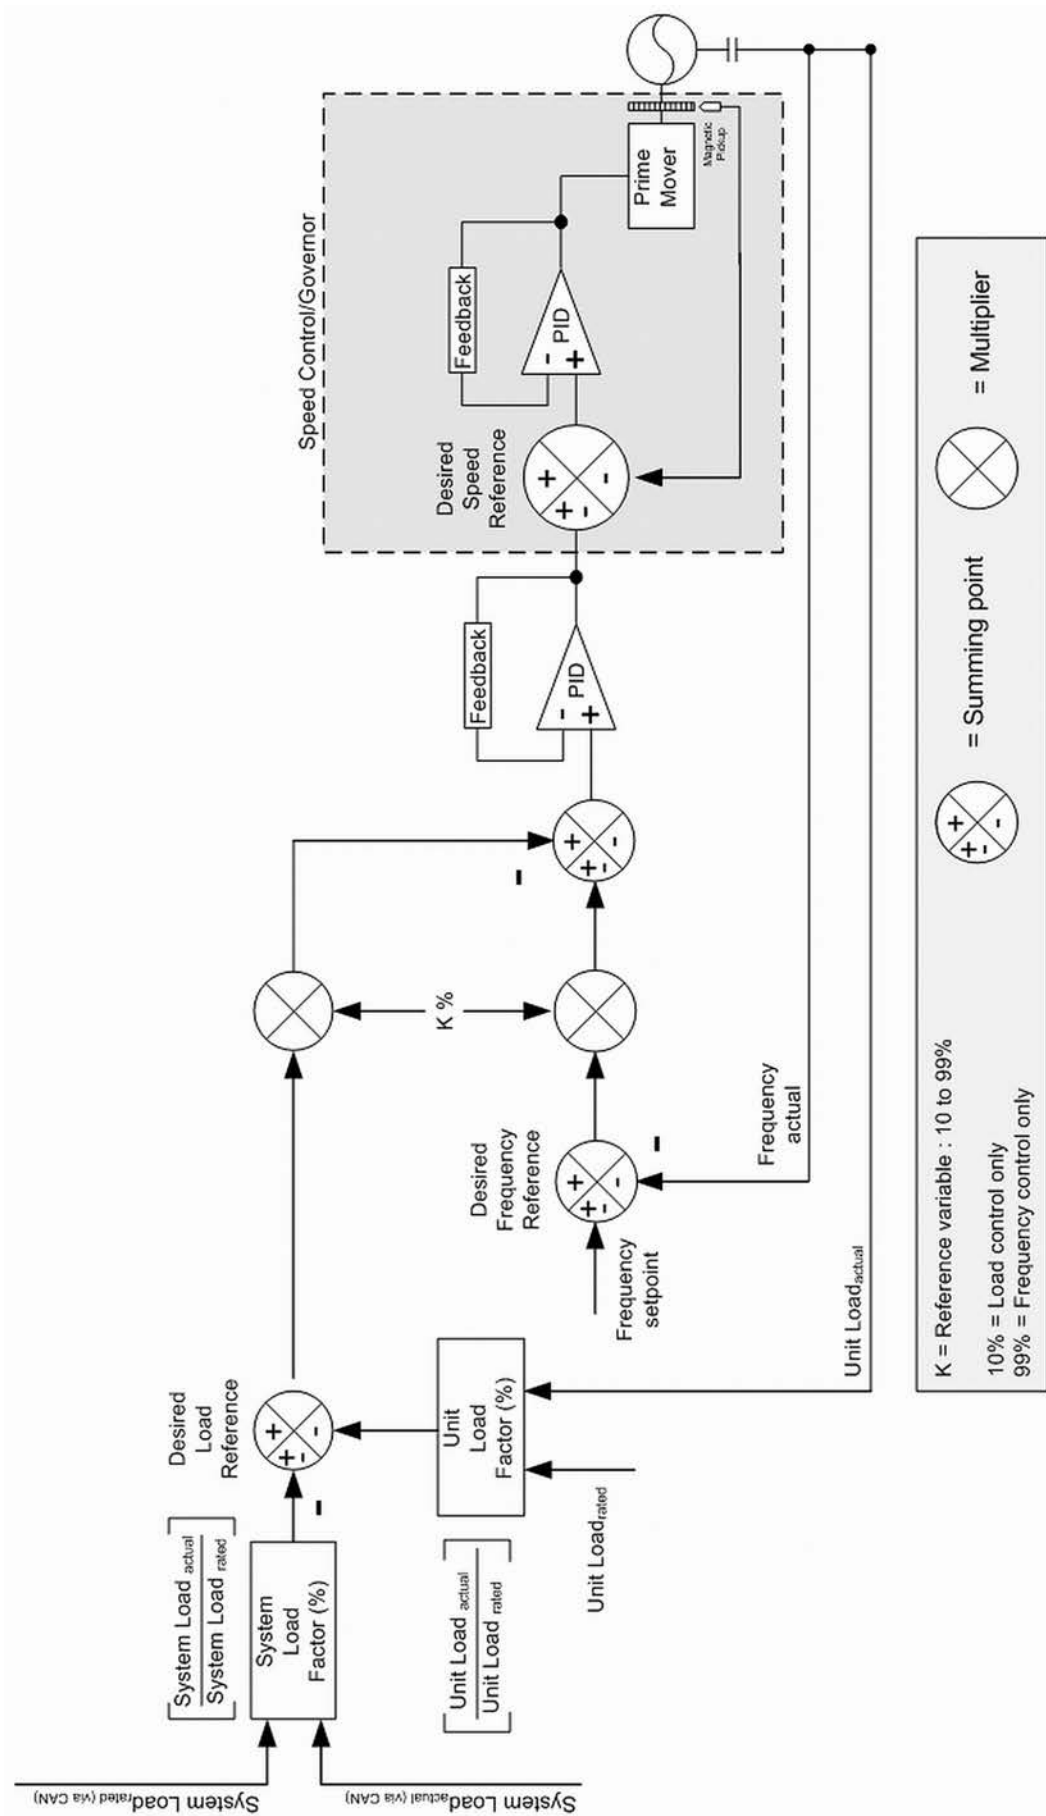 System Load rated (via CAN)
System Load actual (via CAN)
System Load actual
System Load rated
System
Load
Factor (%)
-
Desired
Load
Reference
+
+
-
-
Unit Load actual
Unit Load rated
Unit
Load
Factor (%)
Unit Load rated
Unit Load actual
Frequency
setpoint
Desired
Frequency
Reference
+
+
-
-
-
Frequency
actual
K %
-
+
+
-
-
Feedback
-
+
PID
Speed Control/Governor
Desired
Speed
Reference
+
+
-
-
Feedback
-
+
PID
Prime
Mover
Magnetic
Pickup
K = Reference variable : 10 to 99%
10% = Load control only
99% = Frequency control only
+
+
-
-
= Summing point
= Multiplier